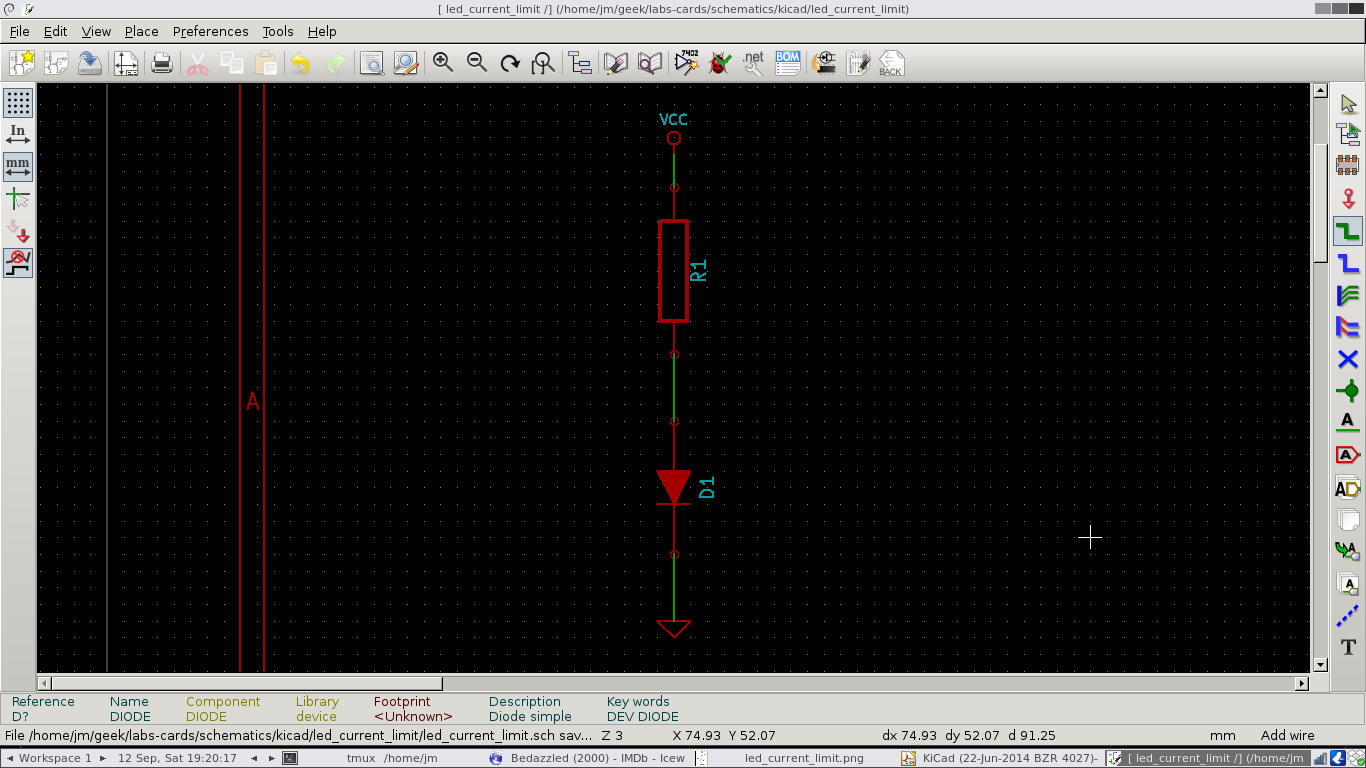 [ led_current_limit /] (/home/jm/geek/labs-cards/schematics/kicad/led_current_limit)
File Edit View Place Preferences Tools Help
7402
.net
BOM
BACK
In
mm
VCC
R1
A
D1
A
A
AD
A
A
T
Reference Name Component Library Footprint Description Key words
D? DIODE DIODE device <Unknown> Diode simple DEV DIODE
File /home/jm/geek/labs-cards/schematics/kicad/led_current_limit/led_current_limit.sch sav... Z 3 X 74.93 Y 52.07 dx 74.93 dy 52.07 d 91.25 mm Add wire
Workspace 1 12 Sep, Sat 19:20:17 tmux /home/jm Bedazzled (2000) - IMDb - Icew led_current_limit.png KiCad (22-Jun-2014 BZR 4027)- [ led_current_limit /] (/home/jm